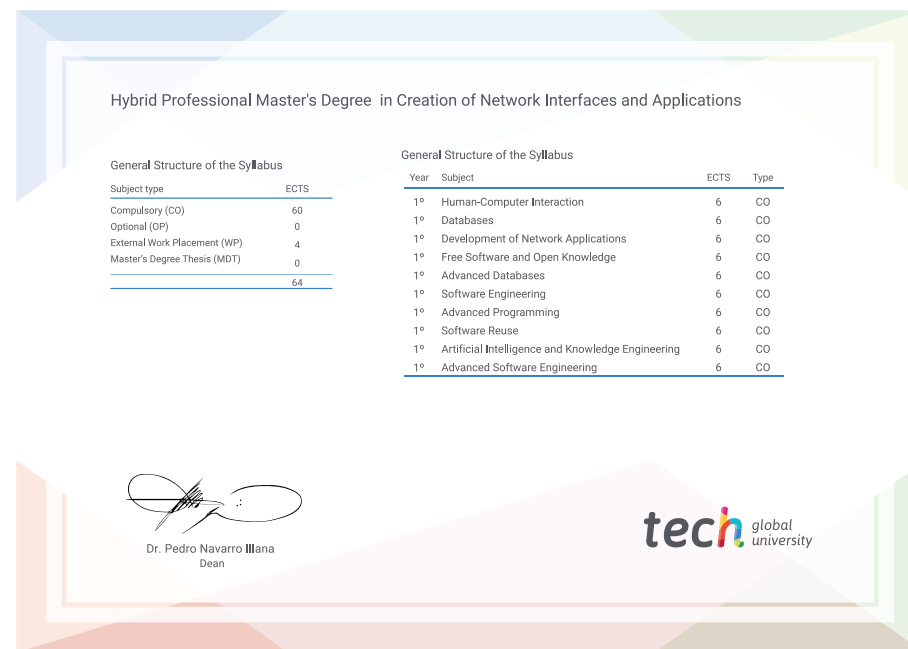 Hybrid Professional Master's Degree in Creation of Network Interfaces and Applications
General Structure of the Syllabus
Subject type ECTS
Compulsory (CO) 60
Optional (OP) 0
External Work Placement (WP) 4
Master's Degree Thesis (MDT) 0
64
General Structure of the Syllabus
Year Subject ECTS Type
1º Human-Computer Interaction 6 CO
1º Databases 6 CO
1º Development of Network Applications 6 CO
1º Free Software and Open Knowledge 6 CO
1º Advanced Databases 6 CO
1º Software Engineering 6 CO
1º Advanced Programming 6 CO
1º Software Reuse 6 CO
1º Artificial Intelligence and Knowledge Engineering 6 CO
1º Advanced Software Engineering 6 CO
Dr. Pedro Navarro Illana
Dean
tech global
university